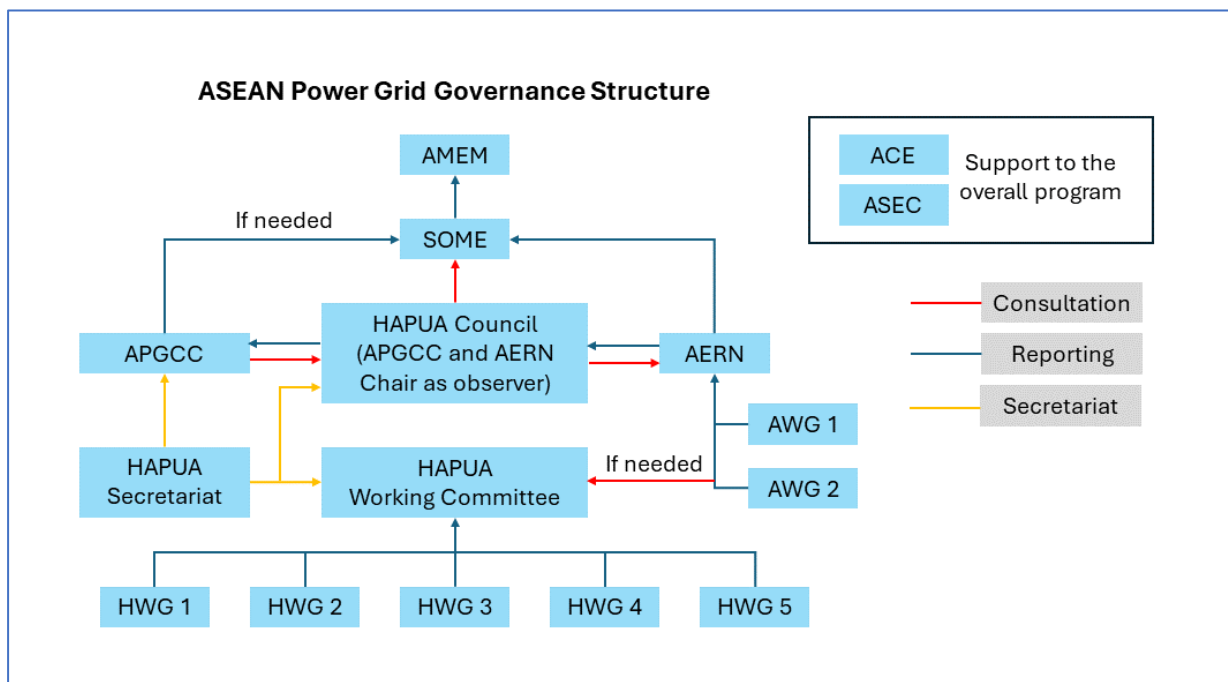 ASEAN Power Grid Governance Structure
AMEM
ACE
ASEC
Support to the
overall program
If needed
SOME
Consultation
Reporting
Secretariat
APGCC
HAPUA Council
(APGCC and AERN
Chair as observer)
AERN
AWG 1
AWG 2
HAPUA
Secretariat
HAPUA
Working Committee
If needed
HWG 1
HWG 2
HWG 3
HWG 4
HWG 5